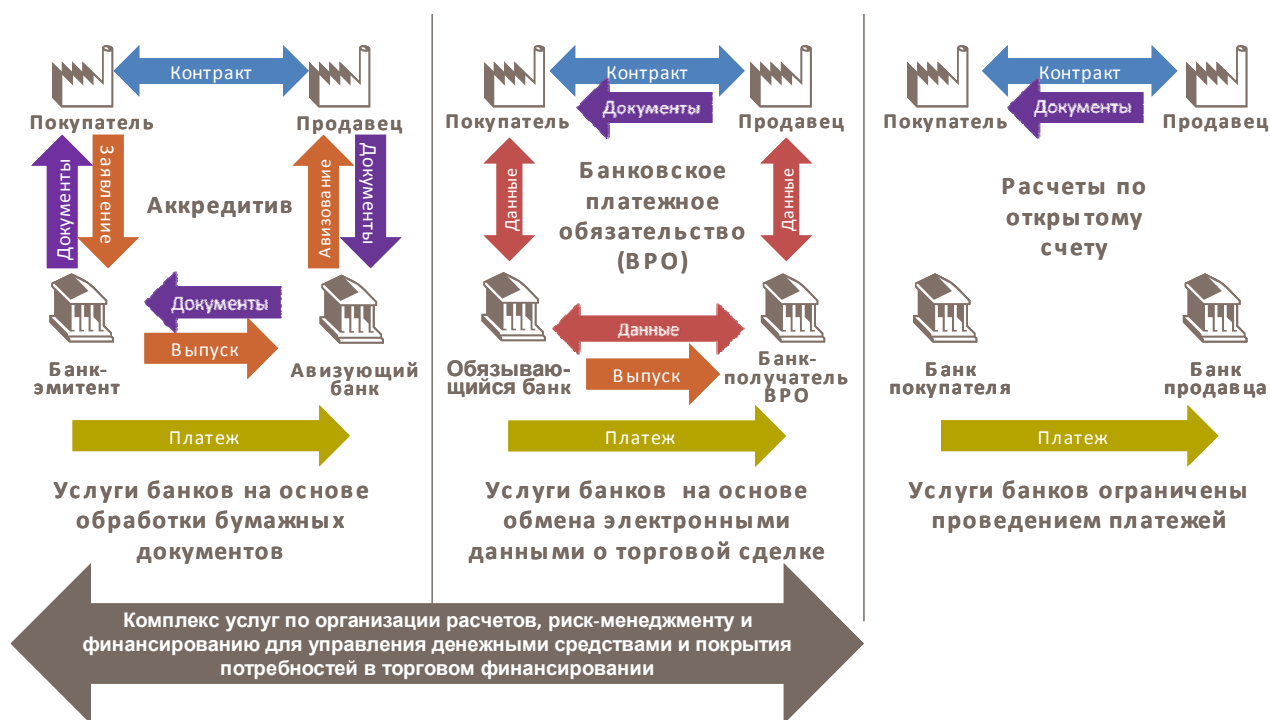 Контракт
Покупатель
Продавец
Документы
Заявление
Аккредитив
Авизование
Документы
Документы
Выпуск
Банк-
эмитент
Авизующий
банк
Платеж
Услуги банков на основе
обработки бумажных
документов
Контракт
Документы
Покупатель
Продавец
Данные
Банковское
платежное
обязательство
(BPO)
Данные
Данные
Выпуск
Обязываю-
щийся банк
Банк-
получатель
BPO
Платеж
Услуги банков на основе
обмена электронными
данными о торговой сделке
Контракт
Документы
Покупатель
Продавец
Расчеты по
открытому
счету
Банк
покупателя
Банк
продавца
Платеж
Услуги банков ограничены
проведением платежей
Комплекс услуг по организации расчетов, риск-менеджменту и
финансированию для управления денежными средствами и покрытия
потребностей в торговом финансировании